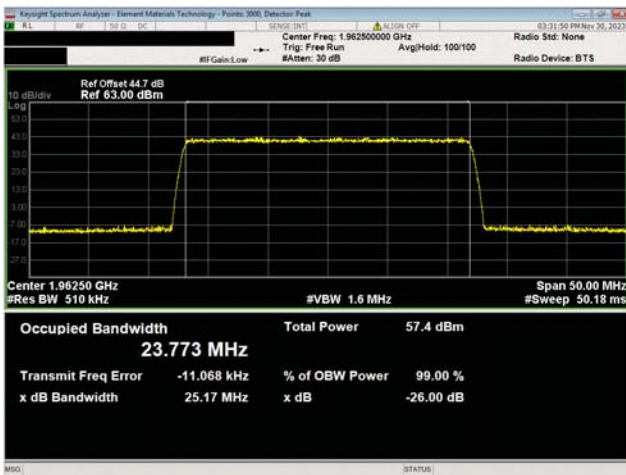 Keysight Spectrum Analyzer - Element Materials Technology - Points: 3000, Detector: Peak
RL RF 50 Ω DC SENSE:INT ALIGN OFF 03:31:50 PM Nov 30, 2023
Center Freq: 1.962500000 GHz Radio Std: None
Trig: Free Run Avg|Hold: 100/100
#IFGain:Low #Atten: 30 dB Radio Device: BTS
Ref Offset 44.7 dB
10 dB/div Ref 63.00 dBm
Log
53.0
43.0
33.0
23.0
13.0
3.00
-7.00
-17.0
-27.0
Center 1.96250 GHz Span 50.00 MHz
#Res BW 510 kHz #VBW 1.6 MHz #Sweep 50.18 ms
Occupied Bandwidth Total Power 57.4 dBm
23.773 MHz
Transmit Freq Error -11.068 kHz % of OBW Power 99.00 %
x dB Bandwidth 25.17 MHz x dB -26.00 dB
MSG STATUS